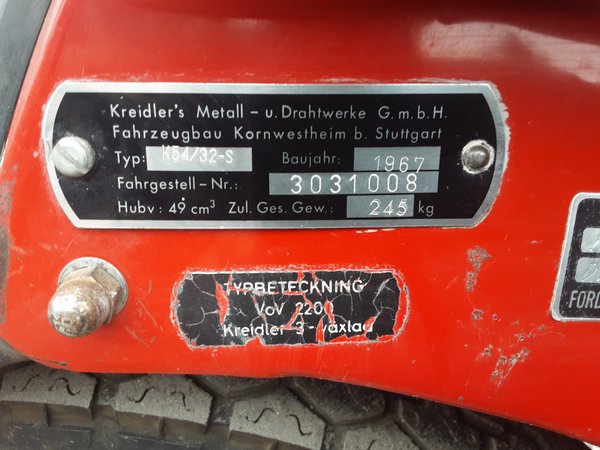 Kreidler's Metall - u. Drahtwerke G.m.b.H.
Fahrzeugbau Kornwestheim b. Stuttgart
Typ: K54/32-S Baujahr: 1967
Fahrgestell-Nr.: 3031008
Hubv: 49 cm³ Zul. Ges. Gew.: 245 kg
TYPBETECKNING
VoV 220
Kreidler 3-växlad
FORD